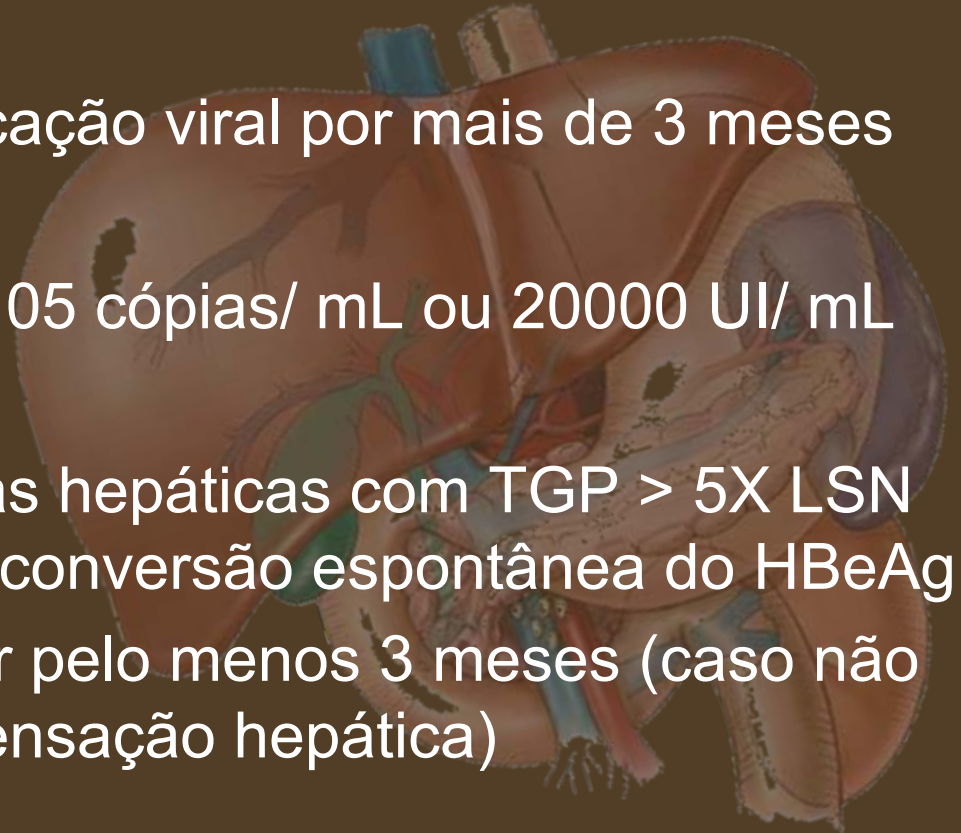 cação viral por mais de 3 meses
05 cópias/ mL ou 20000 UI/ mL
as hepáticas com TGP > 5X LSN
conversão espontânea do HBeAg
r pelo menos 3 meses (caso não
ensação hepática)